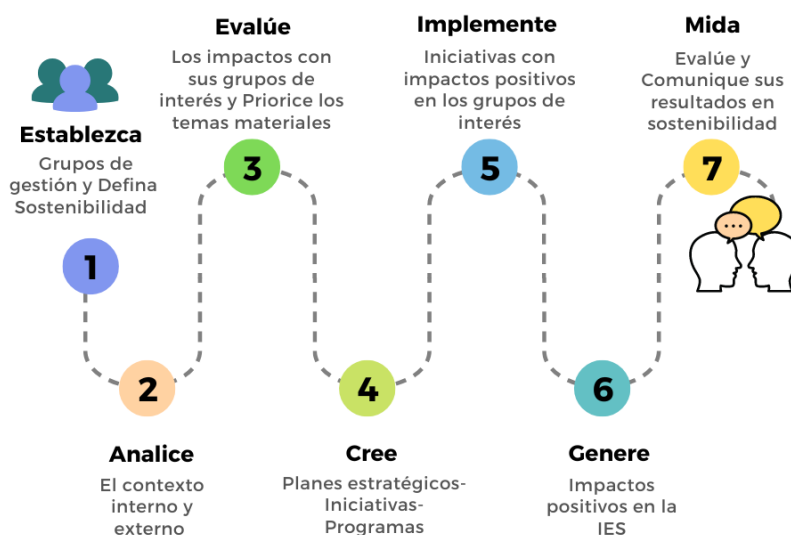 Establezca
Grupos de
gestión y Defina
Sostenibilidad
1
2
Analice
El contexto
interno y
externo
Evalúe
Los impactos con
sus grupos de
interés y Priorice los
temas materiales
3
4
Cree
Planes estratégicos-
Iniciativas-
Programas
Implemente
Iniciativas con
impactos positivos
en los grupos de
interés
5
6
Genere
Impactos
positivos en la
IES
Mida
Evalúe y
Comunique sus
resultados en
sostenibilidad
7